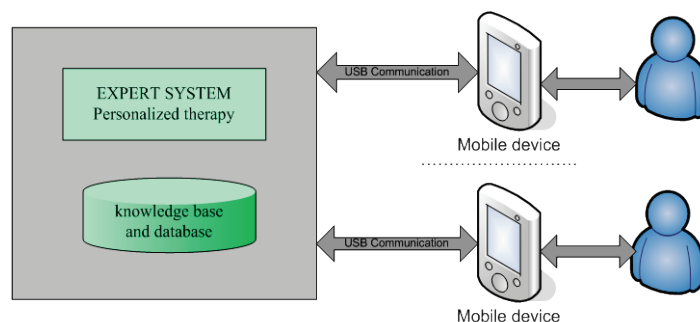 EXPERT SYSTEM
Personalized therapy
knowledge base
and database
USB Communication
Mobile device
USB Communication
Mobile device